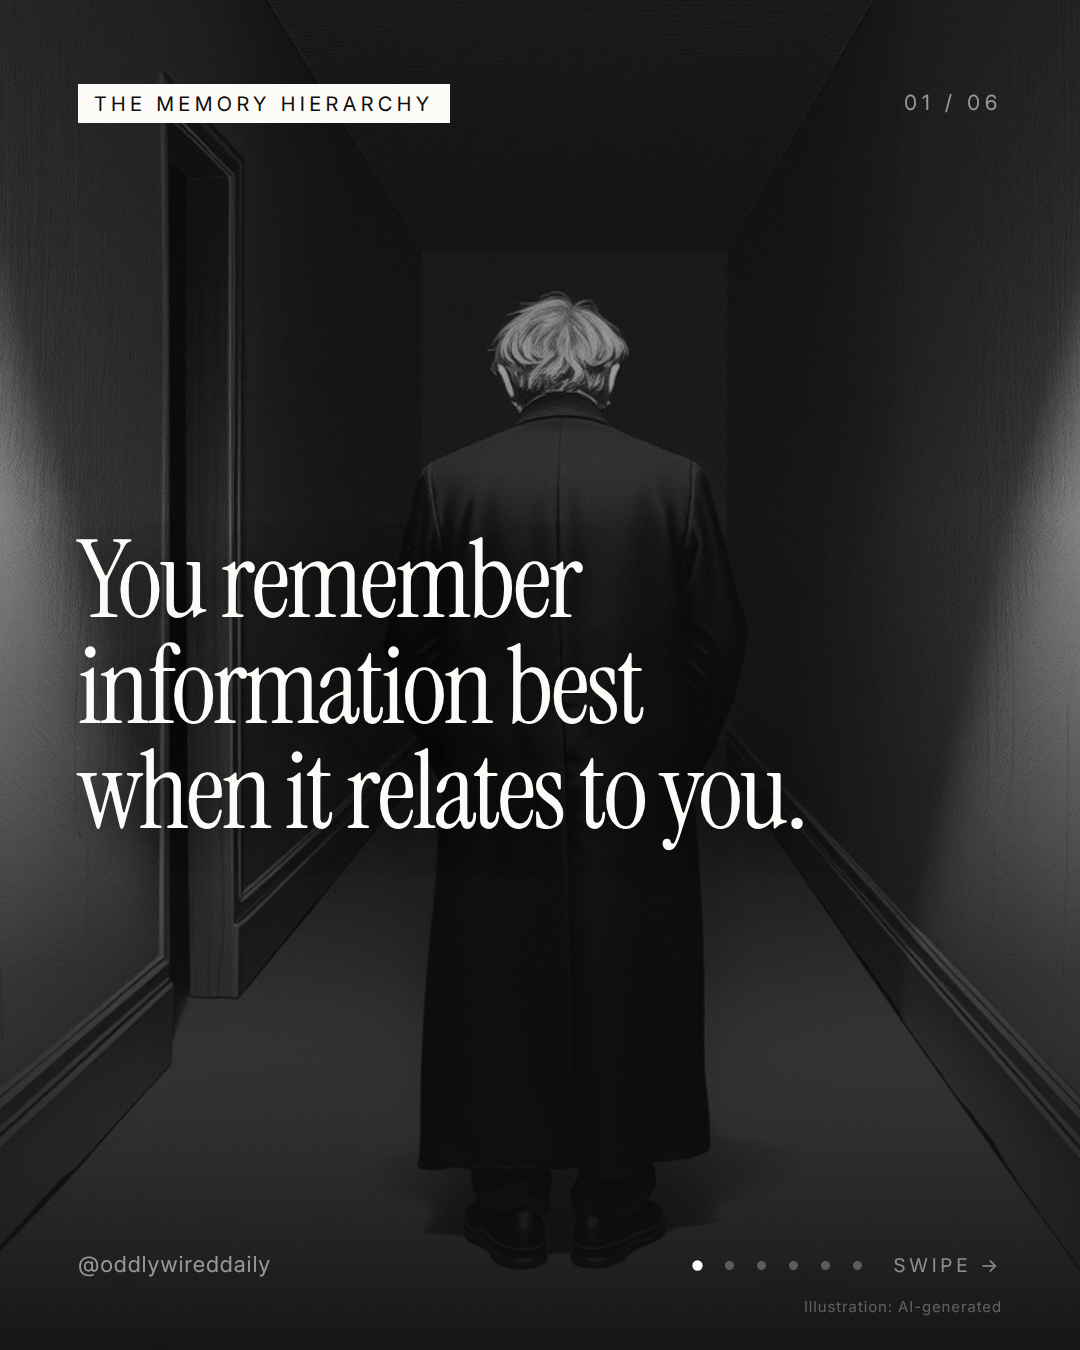 THE MEMORY HIERARCHY
01 / 06
You remember
information best
when it relates to you.
@oddlywireddaily
SWIPE →
Illustration: AI-generated